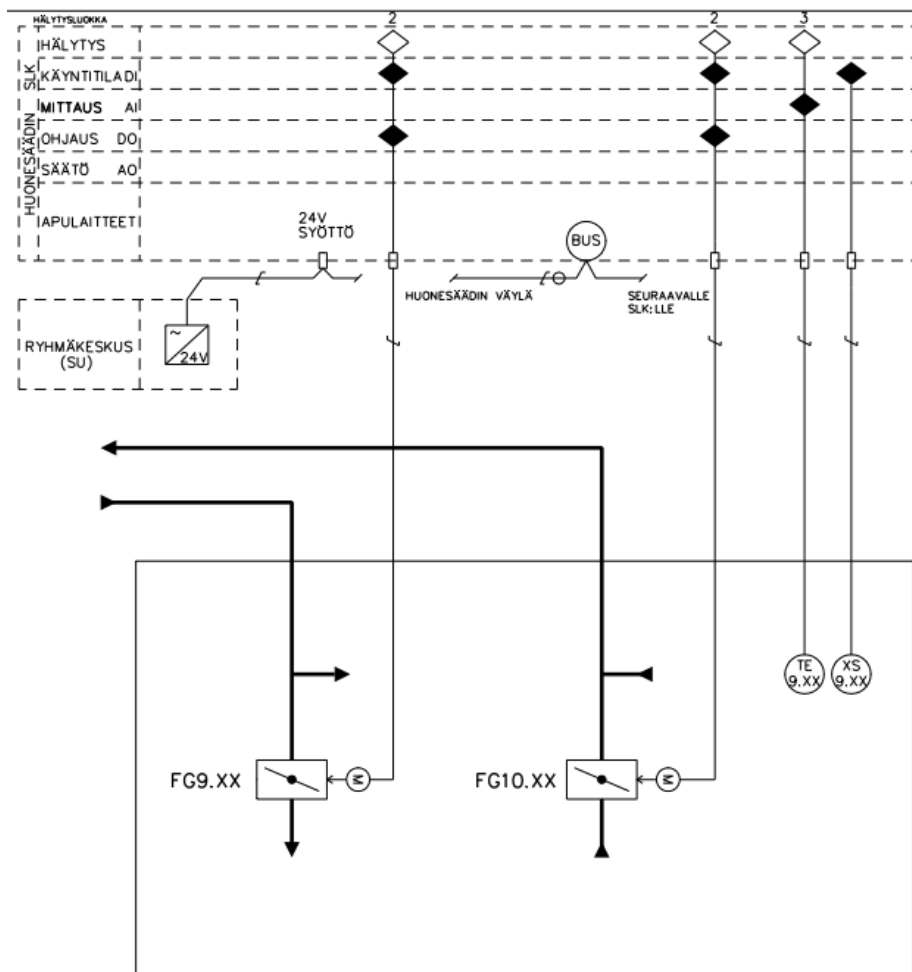 HÄLYTYSLUOKKA 2 2 3
HUONESÄÄDIN SLK
HÄLYTYS
KÄYNTITILA DI
MITTAUS AI
OHJAUS DO
SÄÄTÖ AO
APULAITTEET
24V
SYÖTTÖ
BUS
HUONESÄÄDIN VÄYLÄ
SEURAAVALLE
SLK:LLE
RYHMÄKESKUS
(SU)
~
24V
TE
9.XX
XS
9.XX
FG9.XX
M
FG10.XX
M